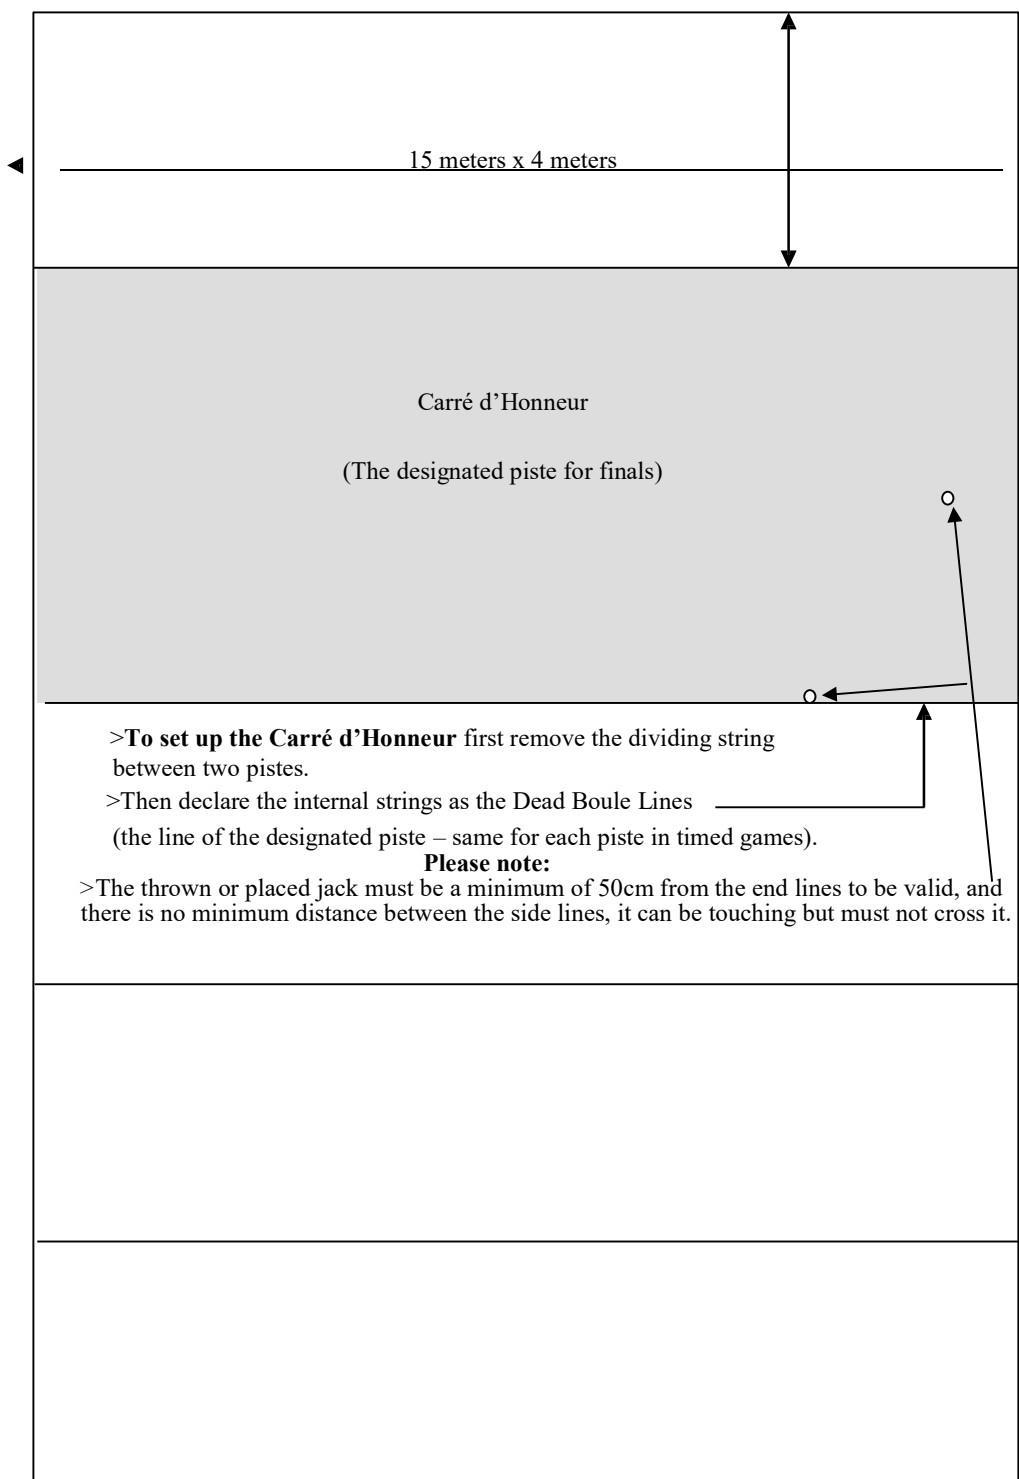 15 meters x 4 meters
Carré d’Honneur
(The designated piste for finals)
>To set up the Carré d’Honneur first remove the dividing string
between two pistes.
>Then declare the internal strings as the Dead Boule Lines
(the line of the designated piste – same for each piste in timed games).
Please note:
>The thrown or placed jack must be a minimum of 50cm from the end lines to be valid, and
there is no minimum distance between the side lines, it can be touching but must not cross it.